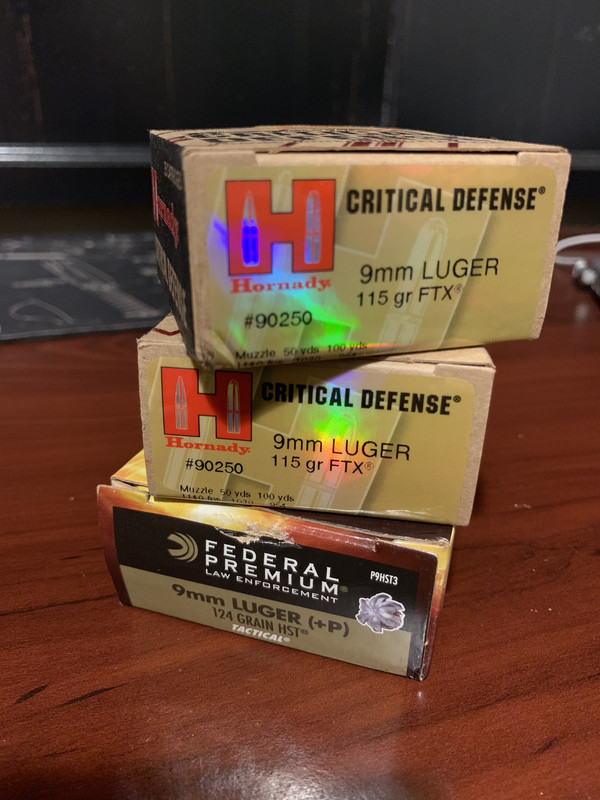 CRITICAL DEFENSE®
H
Hornady
Hornady®
9mm LUGER
115 gr FTX®
#90250
Muzzle 50 yds 100 yds
CRITICAL DEFENSE®
H
Hornady®
9mm LUGER
115 gr FTX®
#90250
Muzzle 50 yds 100 yds
FEDERAL
PREMIUM®
LAW ENFORCEMENT
P9HST3
9mm LUGER (+P)
124 GRAIN HST®
TACTICAL®